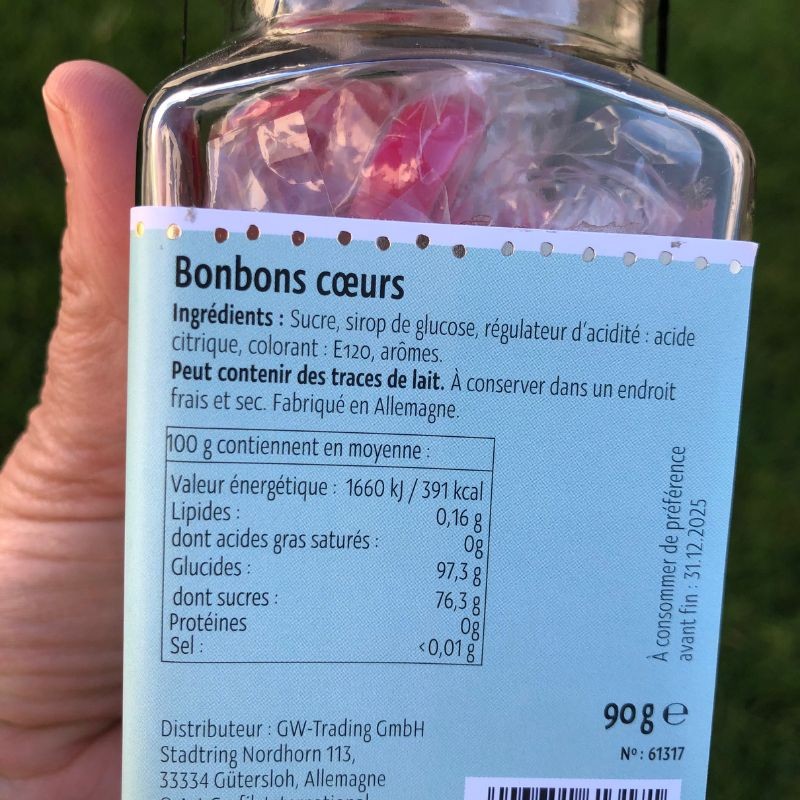 Bonbons cœurs
Ingrédients : Sucre, sirop de glucose, régulateur d'acidité : acide
citrique, colorant : E120, arômes.
Peut contenir des traces de lait. À conserver dans un endroit
frais et sec. Fabriqué en Allemagne.
100 g contiennent en moyenne :
Valeur énergétique : 1660 kJ / 391 kcal
Lipides : 0,16 g
dont acides gras saturés : 0g
Glucides : 97,3 g
dont sucres : 76,3 g
Protéines 0g
Sel : <0,01 g
À consommer de préférence
avant fin : 31.12.2025
90 g e
N° : 61317
Distributeur : GW-Trading GmbH
Stadtring Nordhorn 113,
33334 Gütersloh, Allemagne